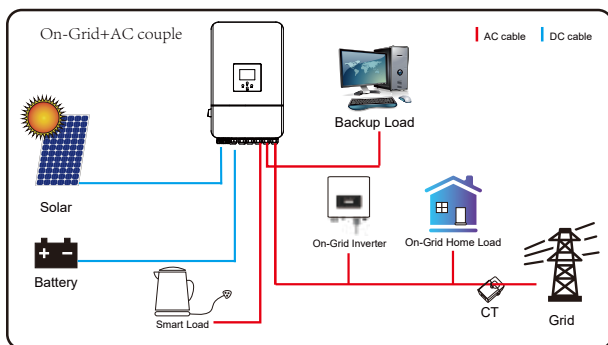 On-Grid+AC couple
AC cable
DC cable
Backup Load
Solar
On-Grid Inverter
On-Grid Home Load
Battery
Smart Load
CT
Grid